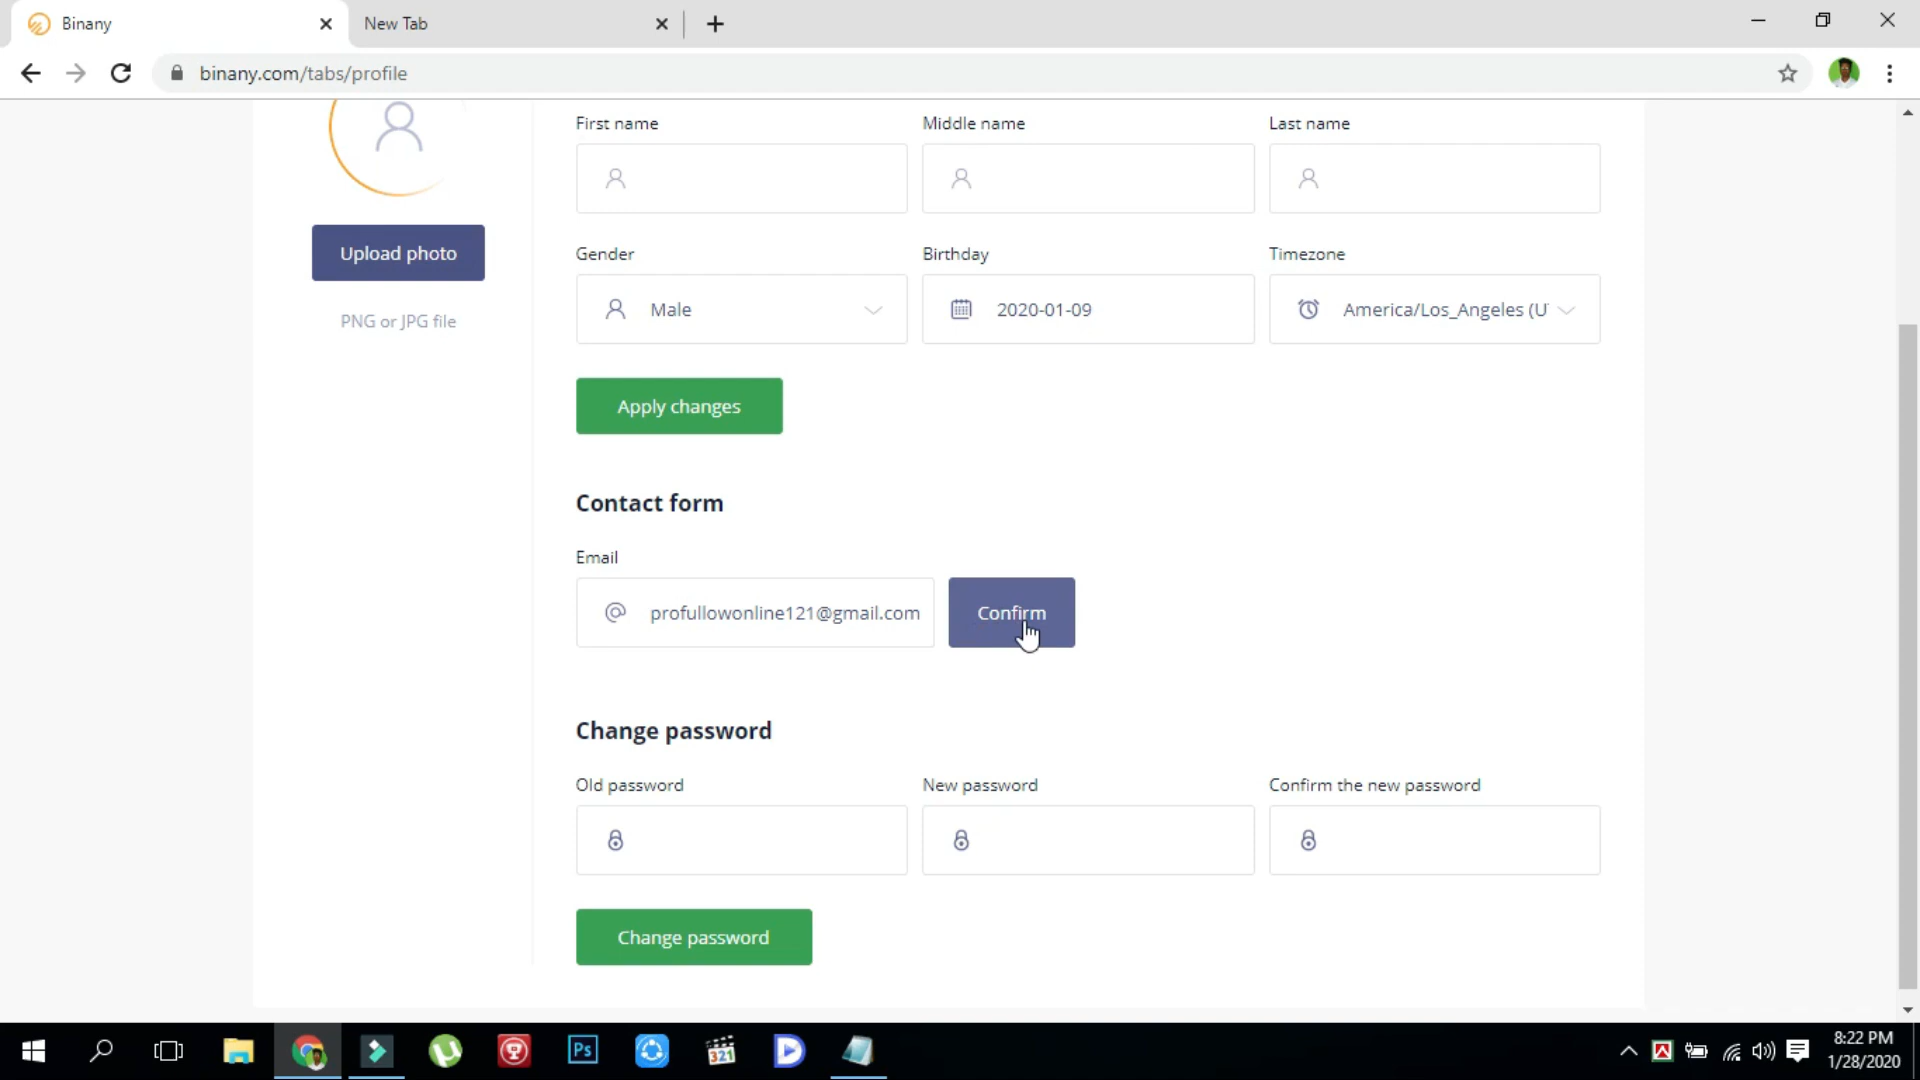 Binany
New Tab
binany.com/tabs/profile
First name
Middle name
Last name
Upload photo
PNG or JPG file
Gender
Birthday
Timezone
Male
2020-01-09
America/Los_Angeles (U
Apply changes
Contact form
Email
profullowonline121@gmail.com
Confirm
Change password
Old password
New password
Confirm the new password
Change password
Ps
321
8:22 PM
1/28/2020